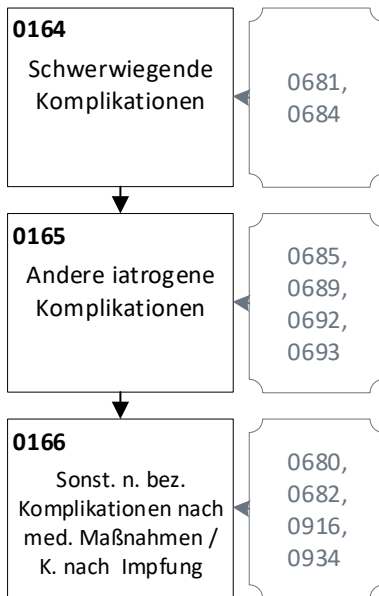 0164
Schwerwiegende
Komplikationen
0681,
0684
0165
Andere iatrogene
Komplikationen
0685,
0689,
0692,
0693
0166
Sonst. n. bez.
Komplikationen nach
med. Maßnahmen /
K. nach Impfung
0680,
0682,
0916,
0934